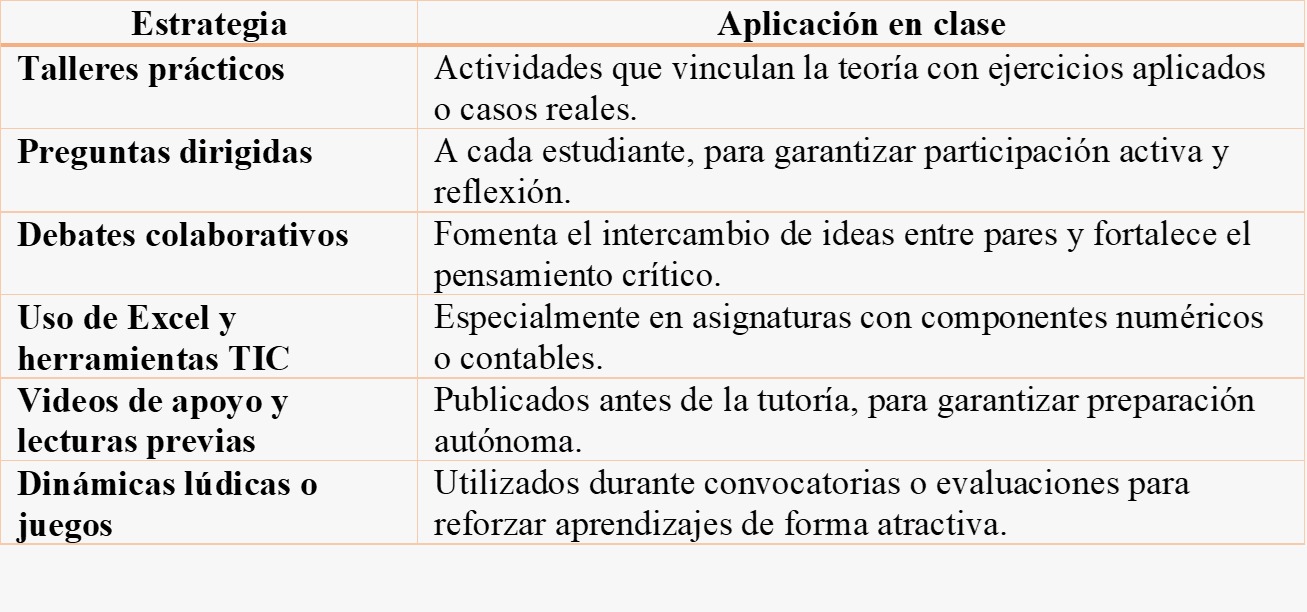 Estrategia
Aplicación en clase
Talleres prácticos
Actividades que vinculan la teoría con ejercicios aplicados
o casos reales.
Preguntas dirigidas
A cada estudiante, para garantizar participación activa y
reflexión.
Debates colaborativos
Fomenta el intercambio de ideas entre pares y fortalece el
pensamiento crítico.
Uso de Excel y
herramientas TIC
Especialmente en asignaturas con componentes numéricos
o contables.
Videos de apoyo y
lecturas previas
Publicados antes de la tutoría, para garantizar preparación
autónoma.
Dinámicas lúdicas o
juegos
Utilizados durante convocatorias o evaluaciones para
reforzar aprendizajes de forma atractiva.